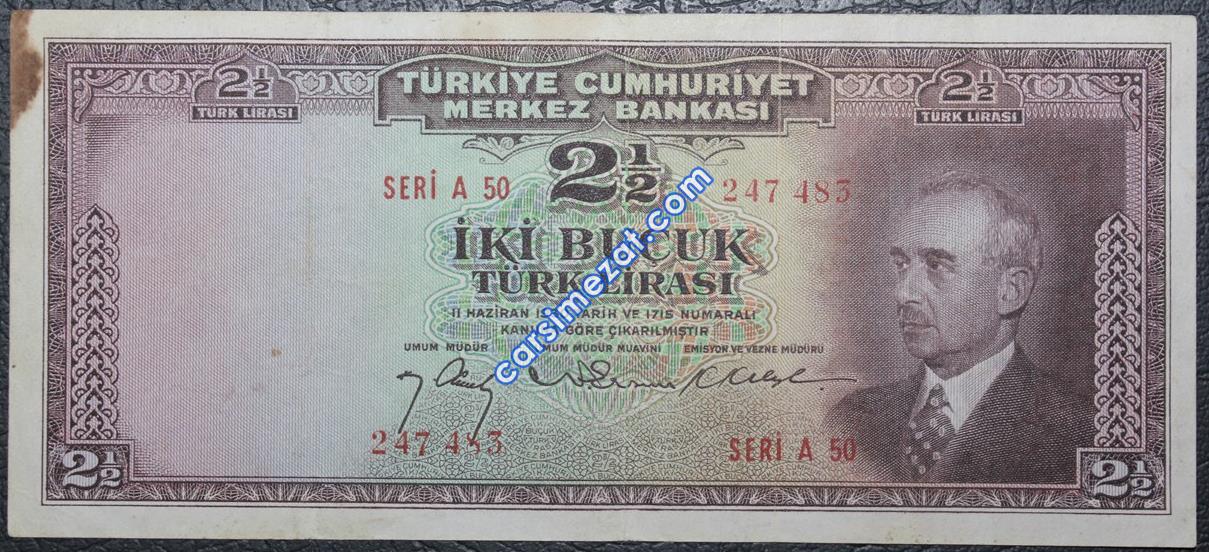 2½ TÜRKİYE CUMHURİYET 2½
TÜRK LİRASI MERKEZ BANKASI TÜRK LİRASI
SERİ A 50 2½ 247 483
İKİ BUÇUK
TÜRK LİRASI
11 HAZİRAN TARİH VE 1715 NUMARALI
KANUNA GÖRE ÇIKARILMIŞTIR
UMUM MÜDÜR UMUM MÜDÜR MUAVİNİ EMİSYON VE VEZNE MÜDÜRÜ
247 483 SERİ A 50
2½ 2½
carsimezat.com